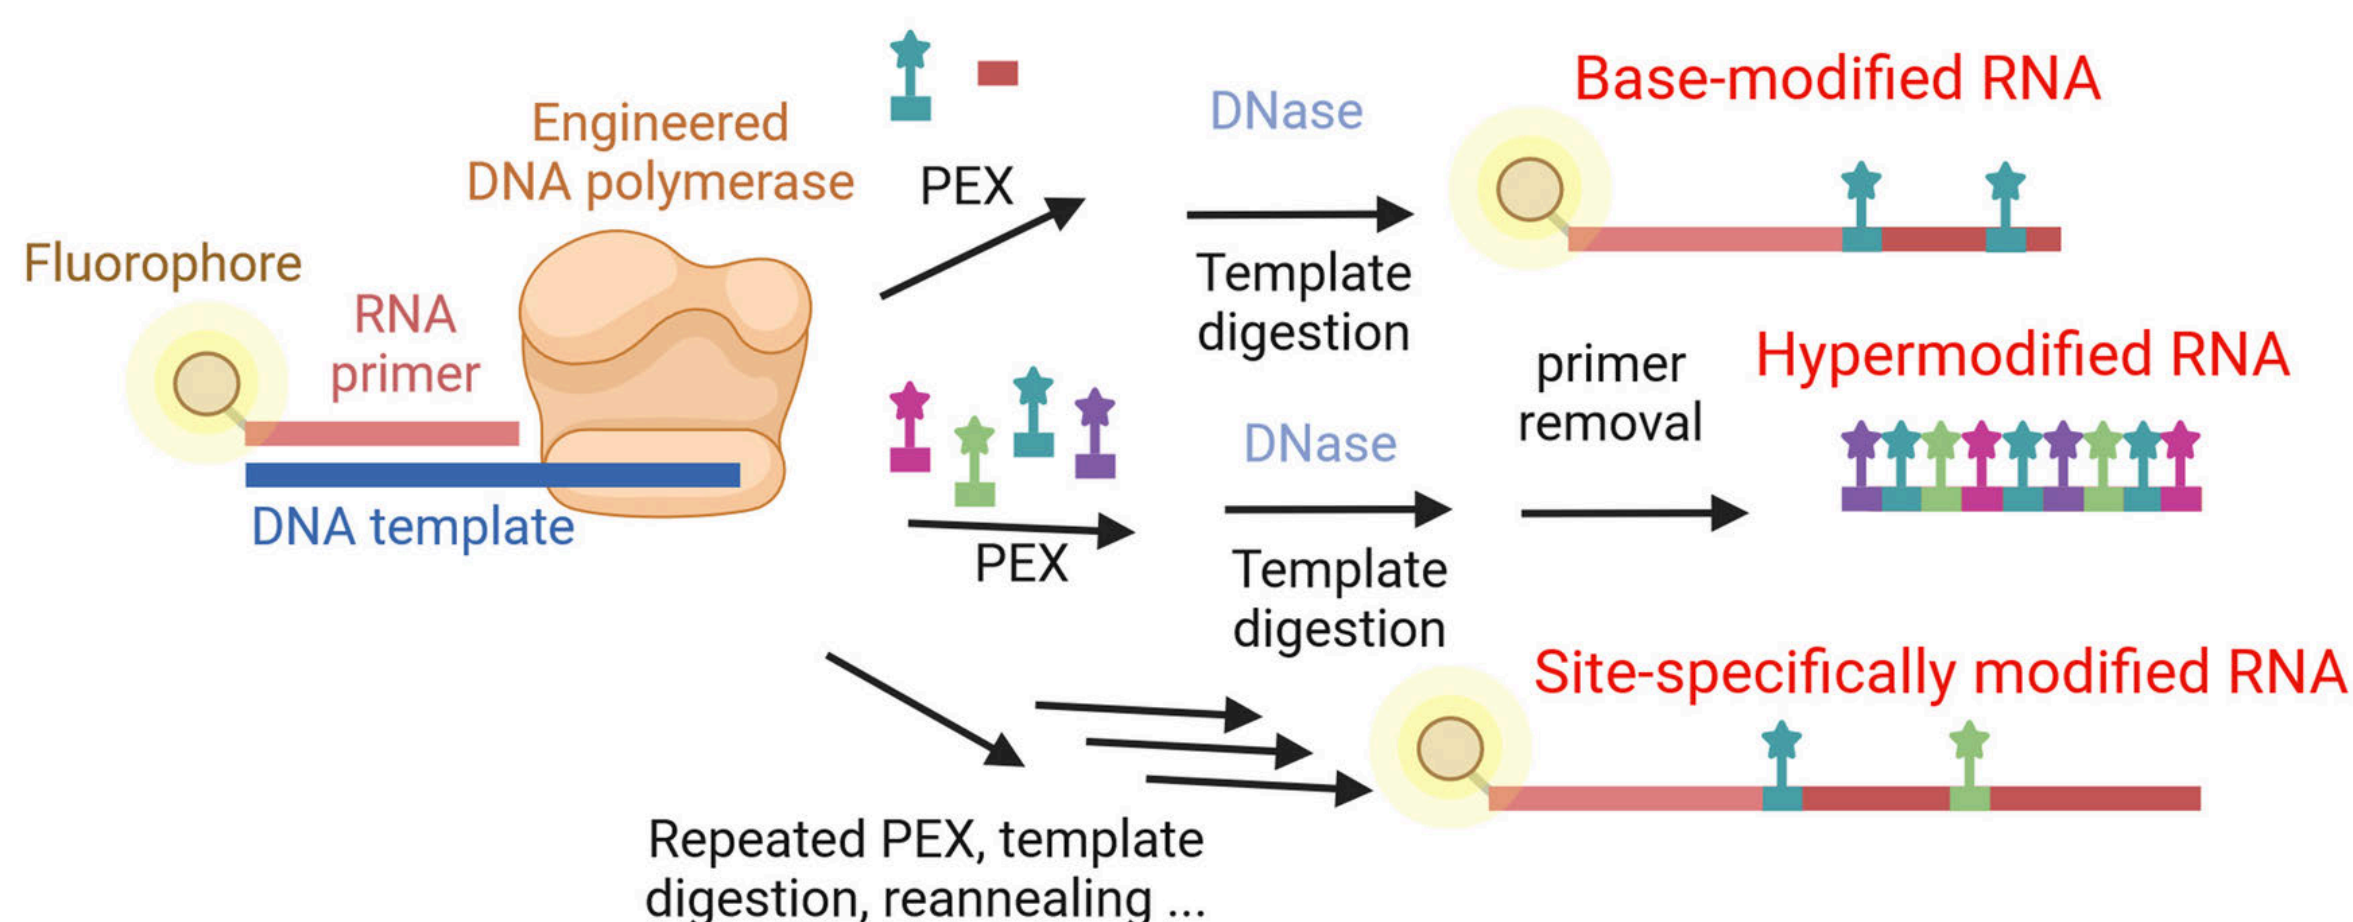 Fluorophore
RNA
primer
Engineered
DNA polymerase
DNA template
PEX
DNase
Template
digestion
Base-modified RNA
PEX
DNase
Template
digestion
primer
removal
Hypermodified RNA
Repeated PEX, template
digestion, reannealing ...
Site-specifically modified RNA